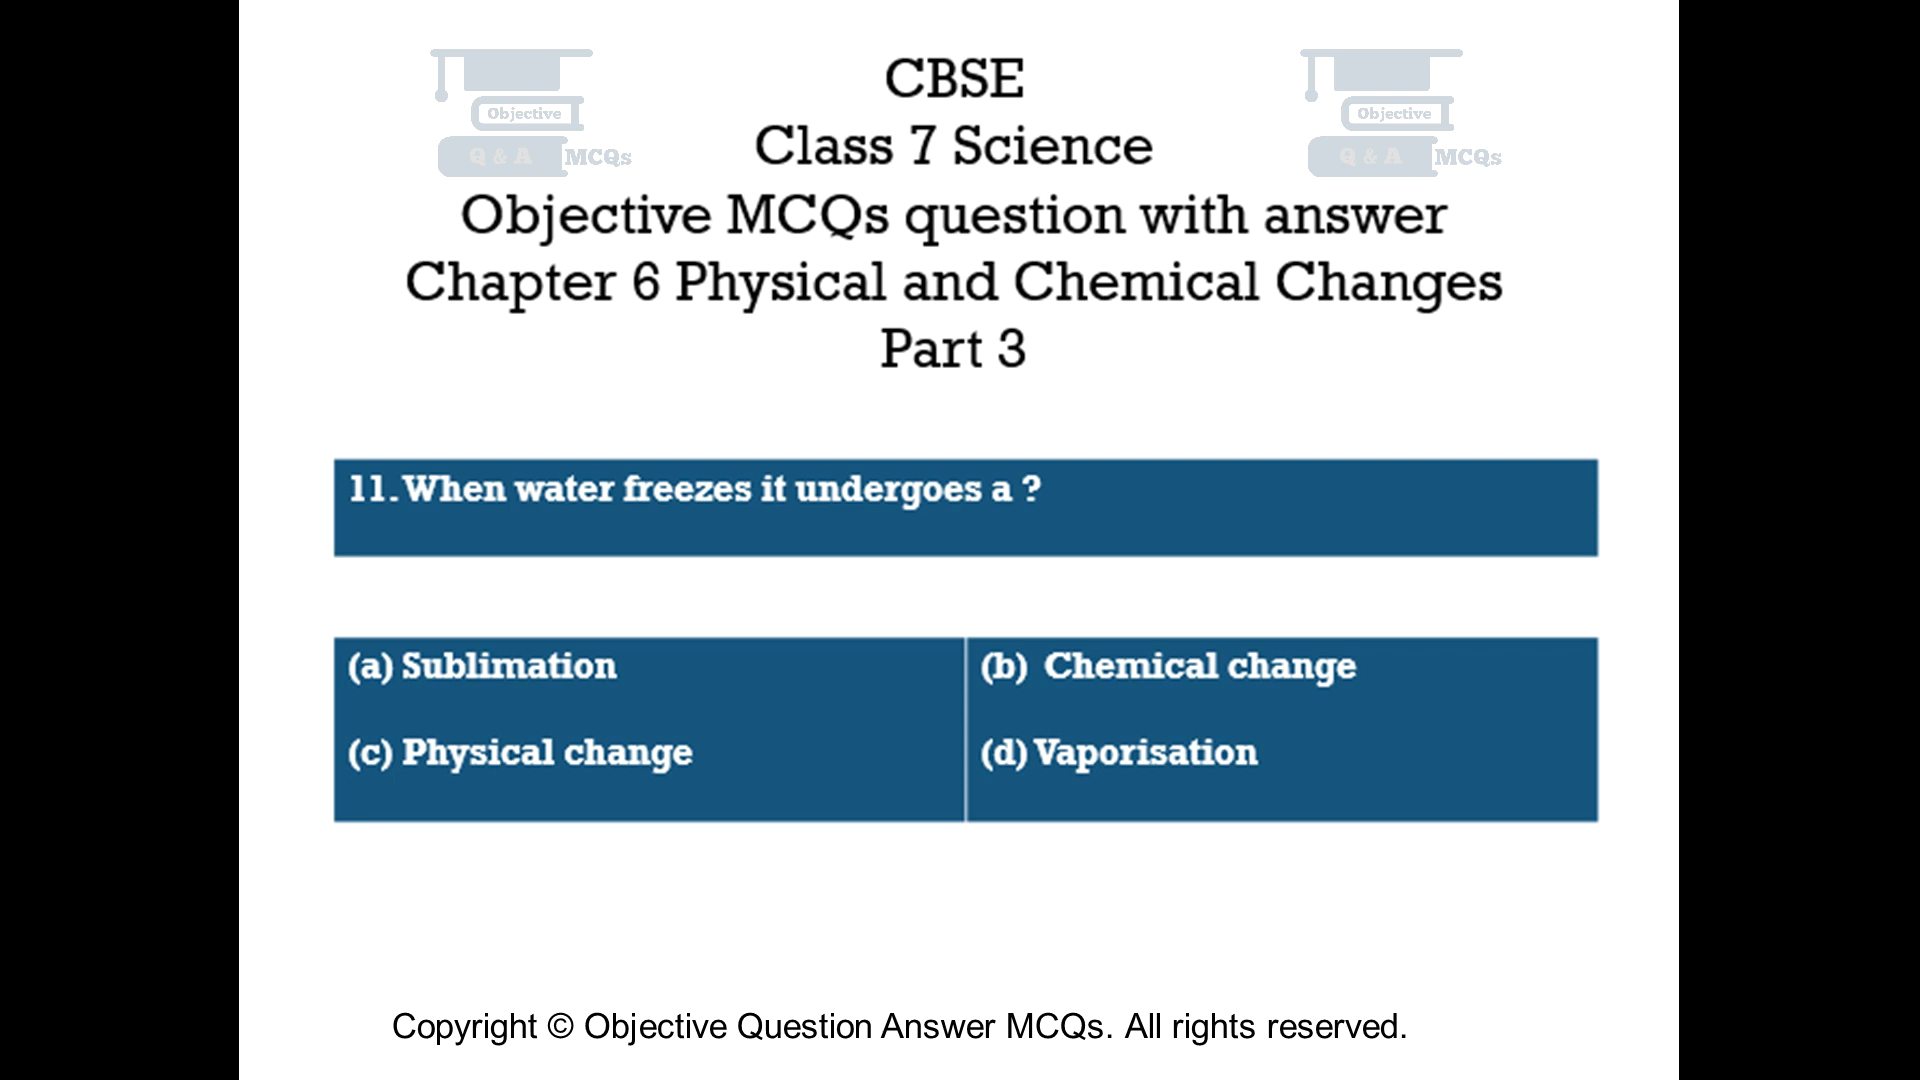 Objective
Q & A MCQs
Objective
Q & A MCQs
CBSE
Class 7 Science
Objective MCQs question with answer
Chapter 6 Physical and Chemical Changes
Part 3
11.When water freezes it undergoes a ?
(a) Sublimation
(b) Chemical change
(c) Physical change
(d) Vaporisation
Copyright © Objective Question Answer MCQs. All rights reserved.